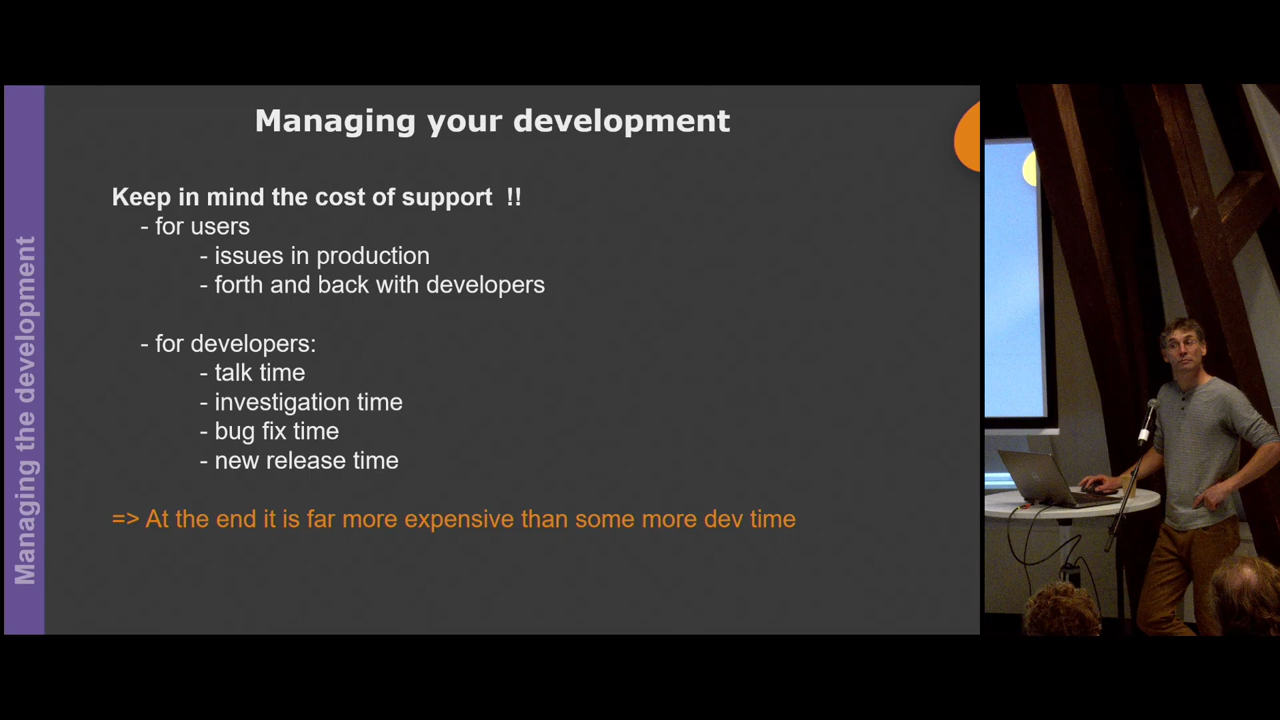 Managing your development
Keep in mind the cost of support !!
- for users
- issues in production
- forth and back with developers
- for developers:
- talk time
- investigation time
- bug fix time
- new release time
=> At the end it is far more expensive than some more dev time
Managing the development